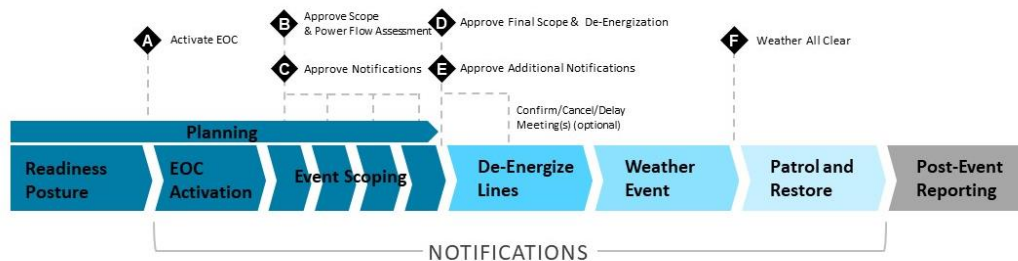 A Activate EOC
B Approve Scope
& Power Flow Assessment
C Approve Notifications
D Approve Final Scope & De-Energization
E Approve Additional Notifications
Confirm/Cancel/Delay
Meeting(s) (optional)
F Weather All Clear
Planning
Readiness
Posture
EOC
Activation
Event Scoping
De-Energize
Lines
Weather
Event
Patrol and
Restore
Post-Event
Reporting
NOTIFICATIONS